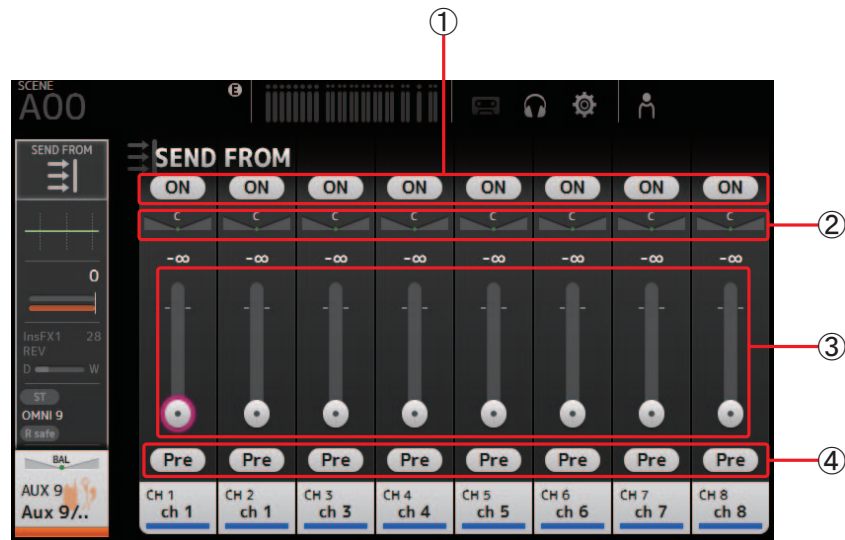 ①
SCENE
A00
E
SEND FROM
SEND FROM
ON ON ON ON ON ON ON ON
C C C C C C C C
②
-∞ -∞ -∞ -∞ -∞ -∞ -∞ -∞
0
InsFX1 28
REV
D W
③
ST
OMNI 9
R safe
BAL
Pre Pre Pre Pre Pre Pre Pre Pre
④
AUX 9
Aux 9/..
CH 1 CH 2 CH 3 CH 4 CH 5 CH 6 CH 7 CH 8
ch 1 ch 1 ch 3 ch 4 ch 5 ch 6 ch 7 ch 8